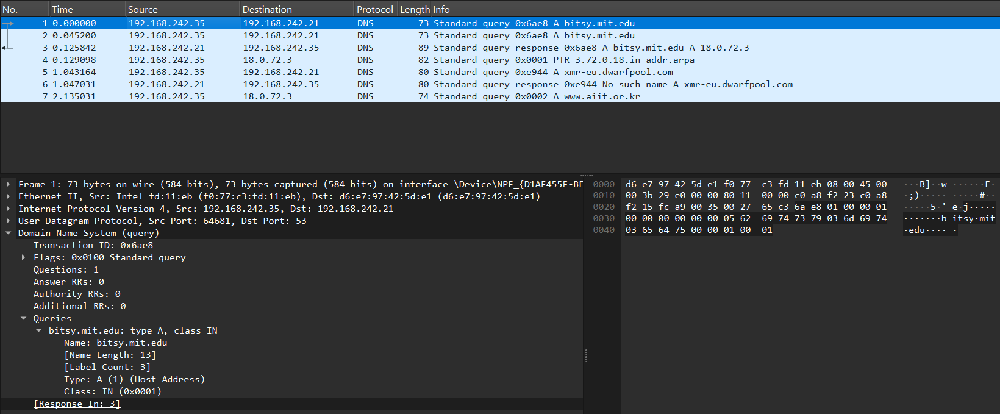 No. Time Source Destination Protocol Length Info
1 0.000000 192.168.242.35 192.168.242.21 DNS 73 Standard query 0x6ae8 A bitsy.mit.edu
2 0.045200 192.168.242.35 192.168.242.21 DNS 73 Standard query 0x6ae8 A bitsy.mit.edu
3 0.125842 192.168.242.21 192.168.242.35 DNS 89 Standard query response 0x6ae8 A bitsy.mit.edu A 18.0.72.3
4 0.129098 192.168.242.35 18.0.72.3 DNS 82 Standard query 0x0001 PTR 3.72.0.18.in-addr.arpa
5 1.043164 192.168.242.35 192.168.242.21 DNS 80 Standard query 0xe944 A xmr-eu.dwarfpool.com
6 1.047031 192.168.242.21 192.168.242.35 DNS 80 Standard query response 0xe944 No such name A xmr-eu.dwarfpool.com
7 2.135031 192.168.242.35 18.0.72.3 DNS 74 Standard query 0x0002 A www.aiit.or.kr
Frame 1: 73 bytes on wire (584 bits), 73 bytes captured (584 bits) on interface \Device\NPF_{D1AF455F-BE
Ethernet II, Src: Intel_fd:11:eb (f0:77:c3:fd:11:eb), Dst: d6:e7:97:42:5d:e1 (d6:e7:97:42:5d:e1)
Internet Protocol Version 4, Src: 192.168.242.35, Dst: 192.168.242.21
User Datagram Protocol, Src Port: 64681, Dst Port: 53
Domain Name System (query)
Transaction ID: 0x6ae8
Flags: 0x0100 Standard query
Questions: 1
Answer RRs: 0
Authority RRs: 0
Additional RRs: 0
Queries
bitsy.mit.edu: type A, class IN
Name: bitsy.mit.edu
[Name Length: 13]
[Label Count: 3]
Type: A (1) (Host Address)
Class: IN (0x0001)
[Response In: 3]
0000 d6 e7 97 42 5d e1 f0 77 c3 fd 11 eb 08 00 45 00 ···B]··w ······E·
0010 00 3b 29 e0 00 00 80 11 00 00 c0 a8 f2 23 c0 a8 ·;)····· ·····#··
0020 f2 15 fc a9 00 35 00 27 65 c3 6a e8 01 00 00 01 ·····5·' e·j·····
0030 00 00 00 00 00 00 05 62 69 74 73 79 03 6d 69 74 ·······b itsy·mit
0040 03 65 64 75 00 00 01 00 01 ·edu···· ·